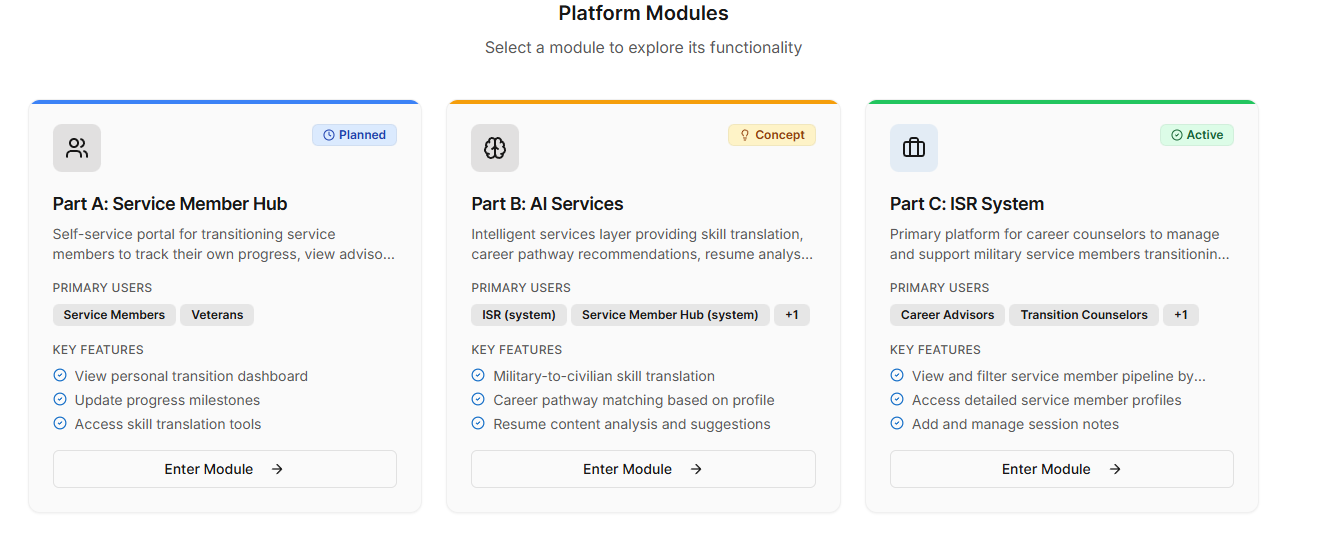 Platform Modules
Select a module to explore its functionality
Planned
Part A: Service Member Hub
Self-service portal for transitioning service
members to track their own progress, view adviso...
PRIMARY USERS
Service Members Veterans
KEY FEATURES
View personal transition dashboard
Update progress milestones
Access skill translation tools
Enter Module
Concept
Part B: AI Services
Intelligent services layer providing skill translation,
career pathway recommendations, resume analys...
PRIMARY USERS
ISR (system) Service Member Hub (system) +1
KEY FEATURES
Military-to-civilian skill translation
Career pathway matching based on profile
Resume content analysis and suggestions
Enter Module
Active
Part C: ISR System
Primary platform for career counselors to manage
and support military service members transitionin...
PRIMARY USERS
Career Advisors Transition Counselors +1
KEY FEATURES
View and filter service member pipeline by...
Access detailed service member profiles
Add and manage session notes
Enter Module